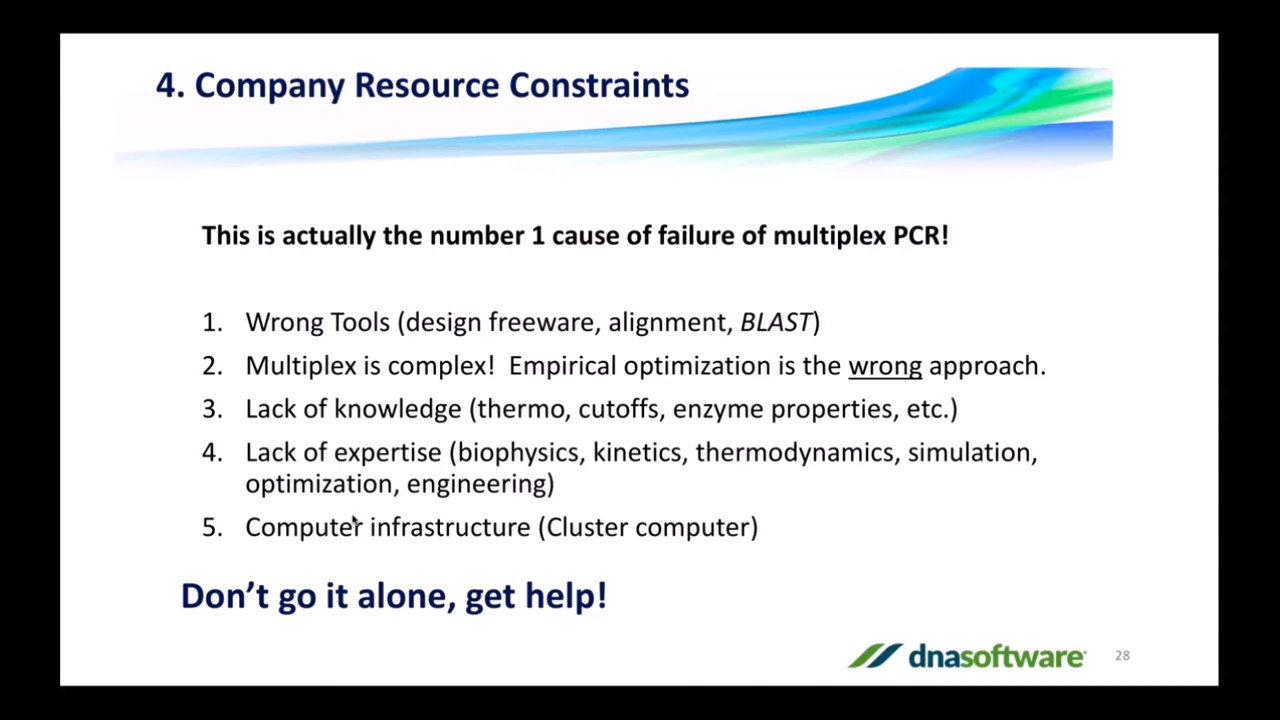 4. Company Resource Constraints
This is actually the number 1 cause of failure of multiplex PCR!
1. Wrong Tools (design freeware, alignment, BLAST)
2. Multiplex is complex!  Empirical optimization is the wrong approach.
3. Lack of knowledge (thermo, cutoffs, enzyme properties, etc.)
4. Lack of expertise (biophysics, kinetics, thermodynamics, simulation,
optimization, engineering)
5. Computer infrastructure (Cluster computer)
Don’t go it alone, get help!
dnasoftware 28